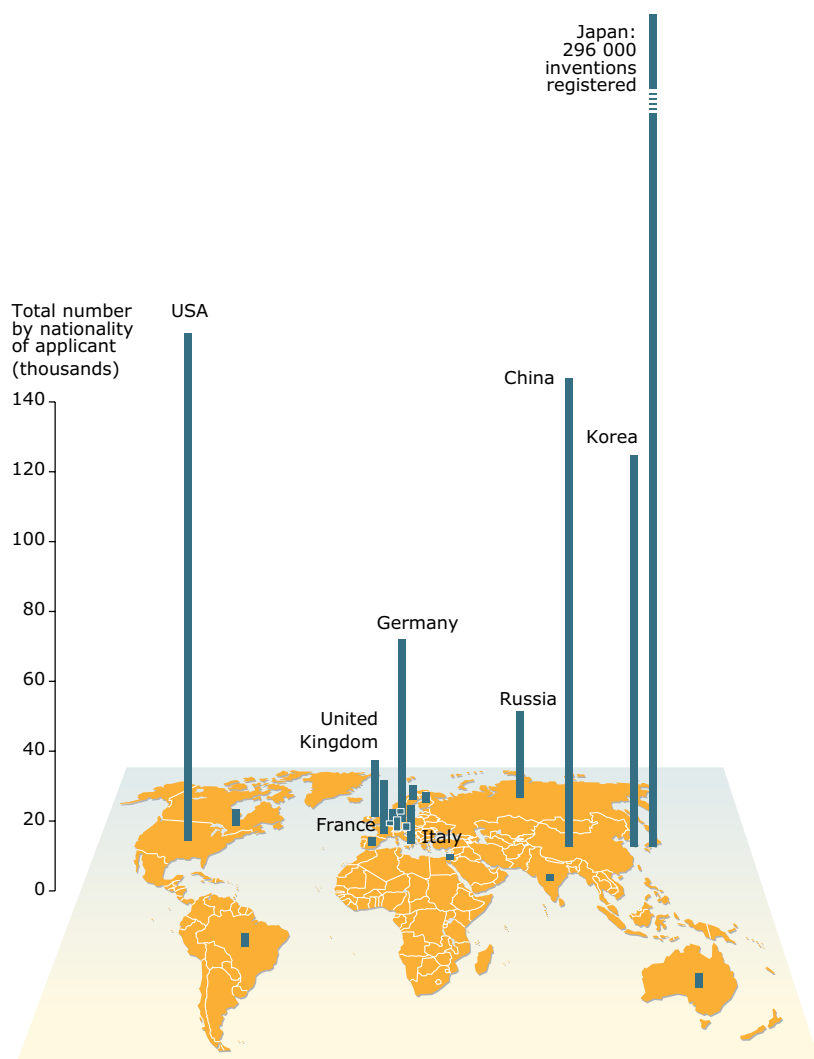 Japan:
296 000
inventions
registered
Total number
by nationality
of applicant
(thousands)
USA
China
140
Korea
120
100
80
Germany
60
Russia
United
Kingdom
40
20
France
Italy
0